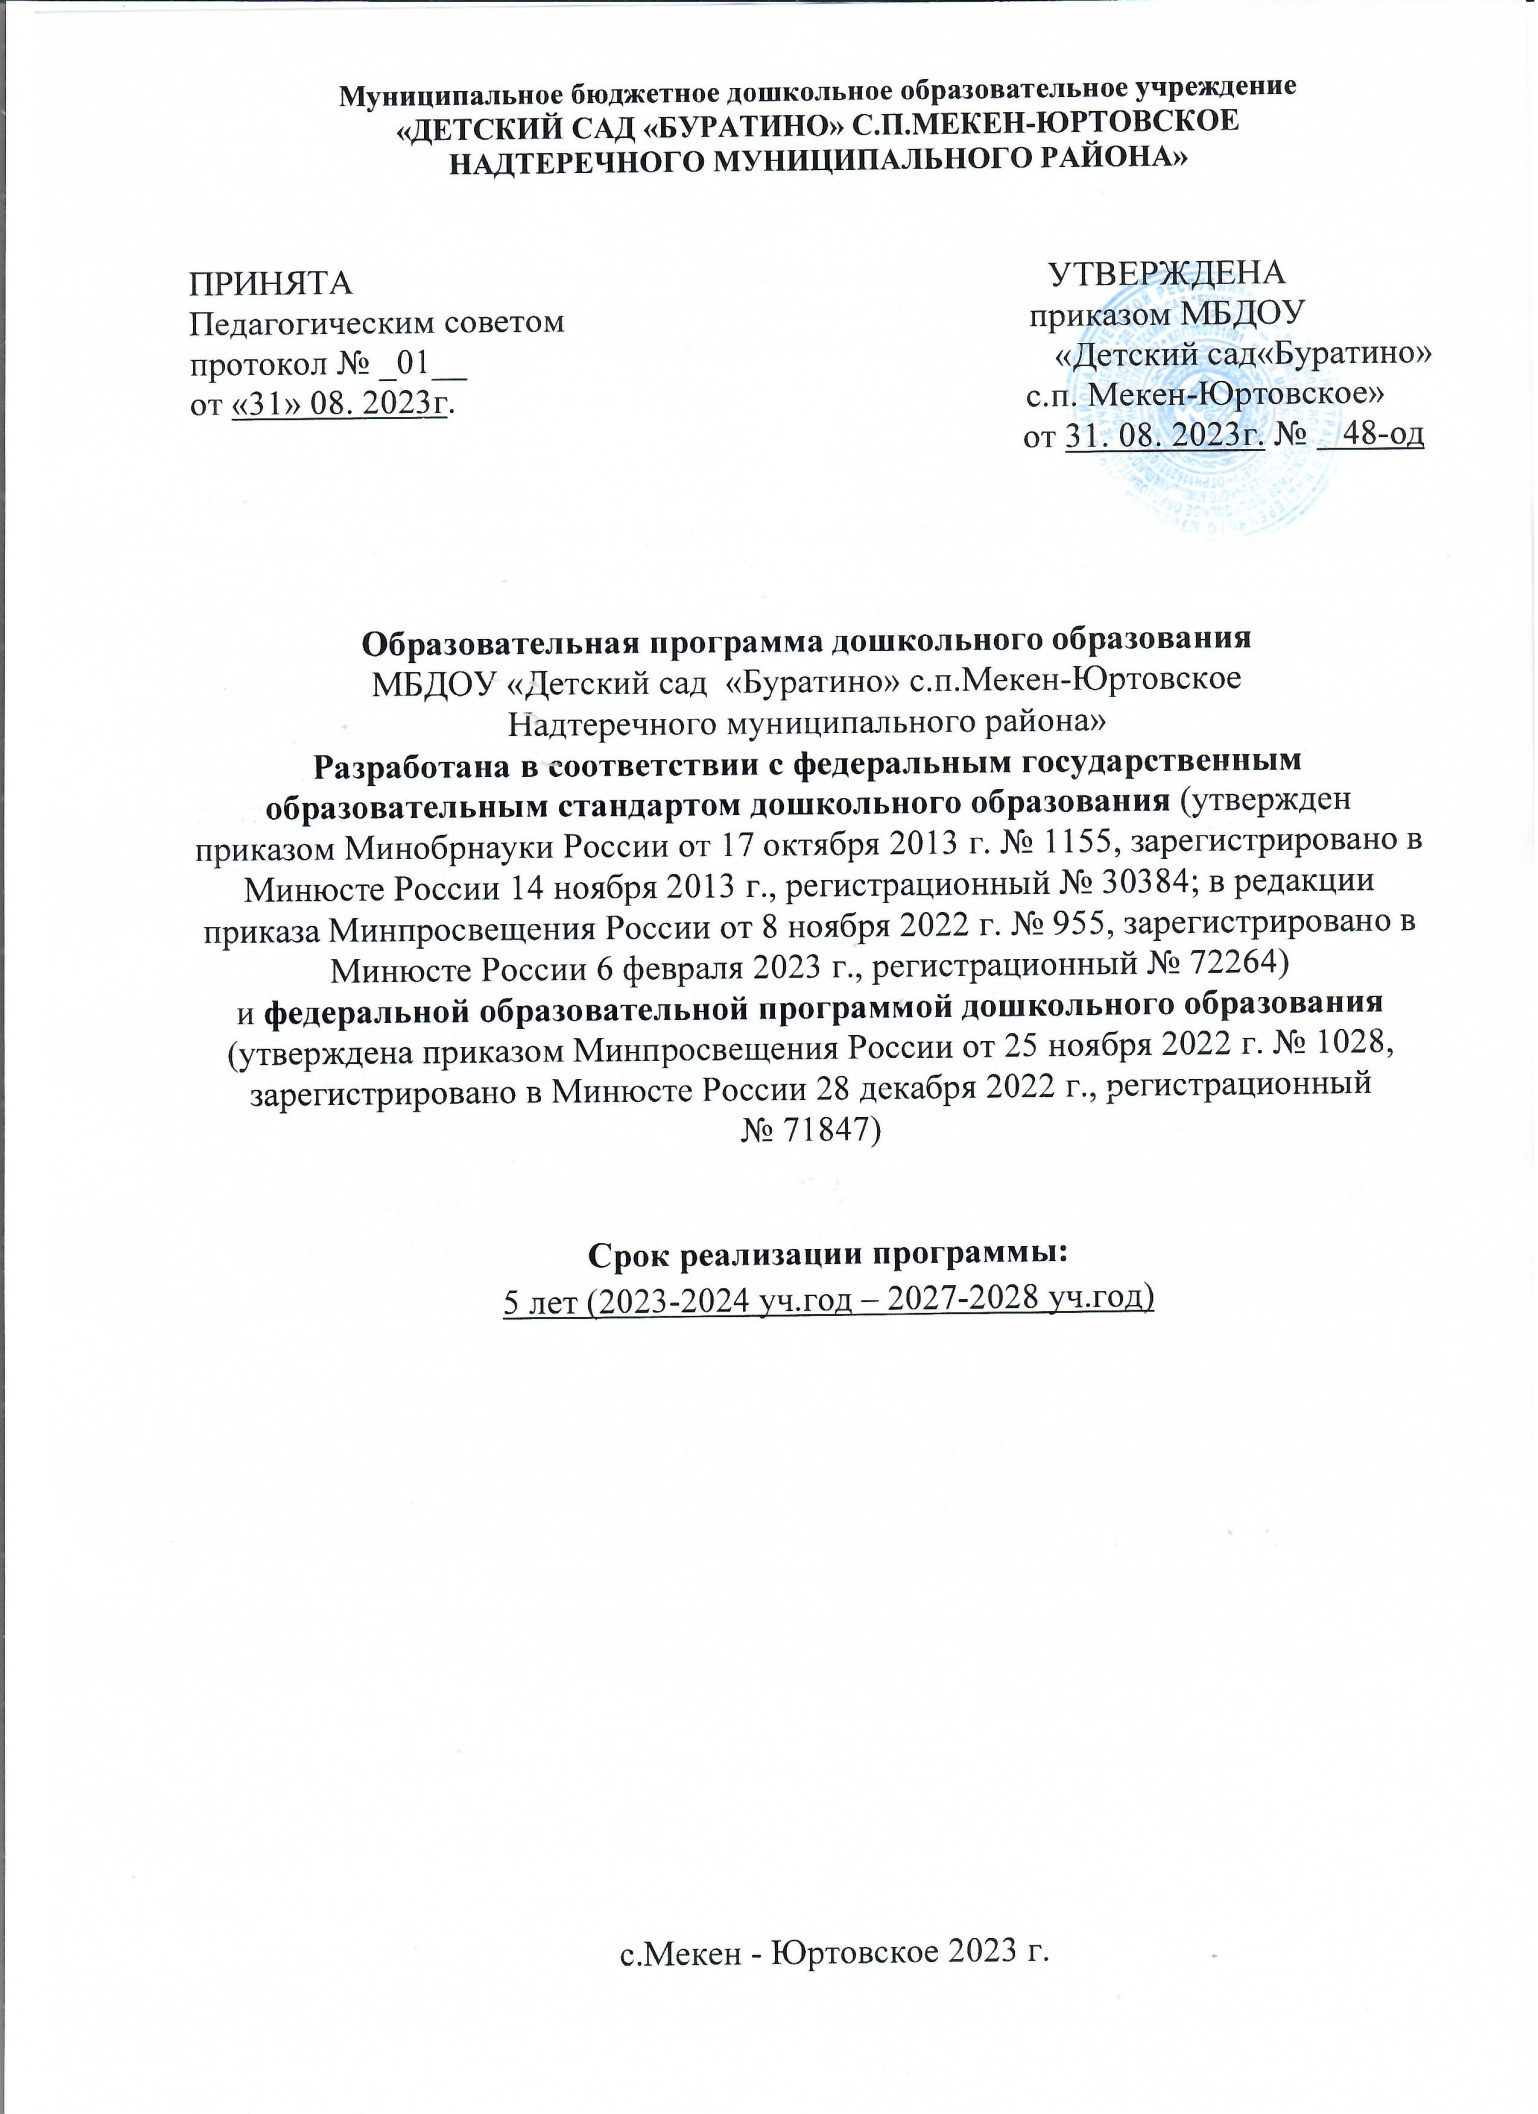 Муниципальное бюджетное дошкольное образовательное учреждение
«ДЕТСКИЙ САД «БУРАТИНО» С.П.МЕКЕН-ЮРТОВСКОЕ
НАДТЕРЕЧНОГО МУНИЦИПАЛЬНОГО РАЙОНА»
ПРИНЯТА
Педагогическим советом
протокол № _01__
от «31» 08. 2023г.
УТВЕРЖДЕНА
приказом МБДОУ
«Детский сад«Буратино»
с.п. Мекен-Юртовское»
от 31. 08. 2023г. № 48-од
Образовательная программа дошкольного образования
МБДОУ «Детский сад «Буратино» с.п.Мекен-Юртовское
Надтеречного муниципального района»
Разработана в соответствии с федеральным государственным
образовательным стандартом дошкольного образования (утвержден
приказом Минобрнауки России от 17 октября 2013 г. № 1155, зарегистрировано в
Минюсте России 14 ноября 2013 г., регистрационный № 30384; в редакции
приказа Минпросвещения России от 8 ноября 2022 г. № 955, зарегистрировано в
Минюсте России 6 февраля 2023 г., регистрационный № 72264)
и федеральной образовательной программой дошкольного образования
(утверждена приказом Минпросвещения России от 25 ноября 2022 г. № 1028,
зарегистрировано в Минюсте России 28 декабря 2022 г., регистрационный
№ 71847)
Срок реализации программы:
5 лет (2023-2024 уч.год – 2027-2028 уч.год)
с.Мекен - Юртовское 2023 г.